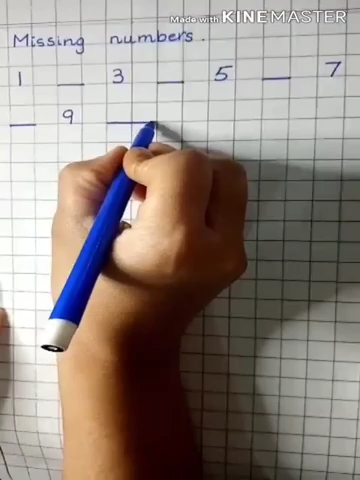 Made with KINEMASTER
Missing numbers.
1 __ 3 __ 5 __ 7
__ 9 __